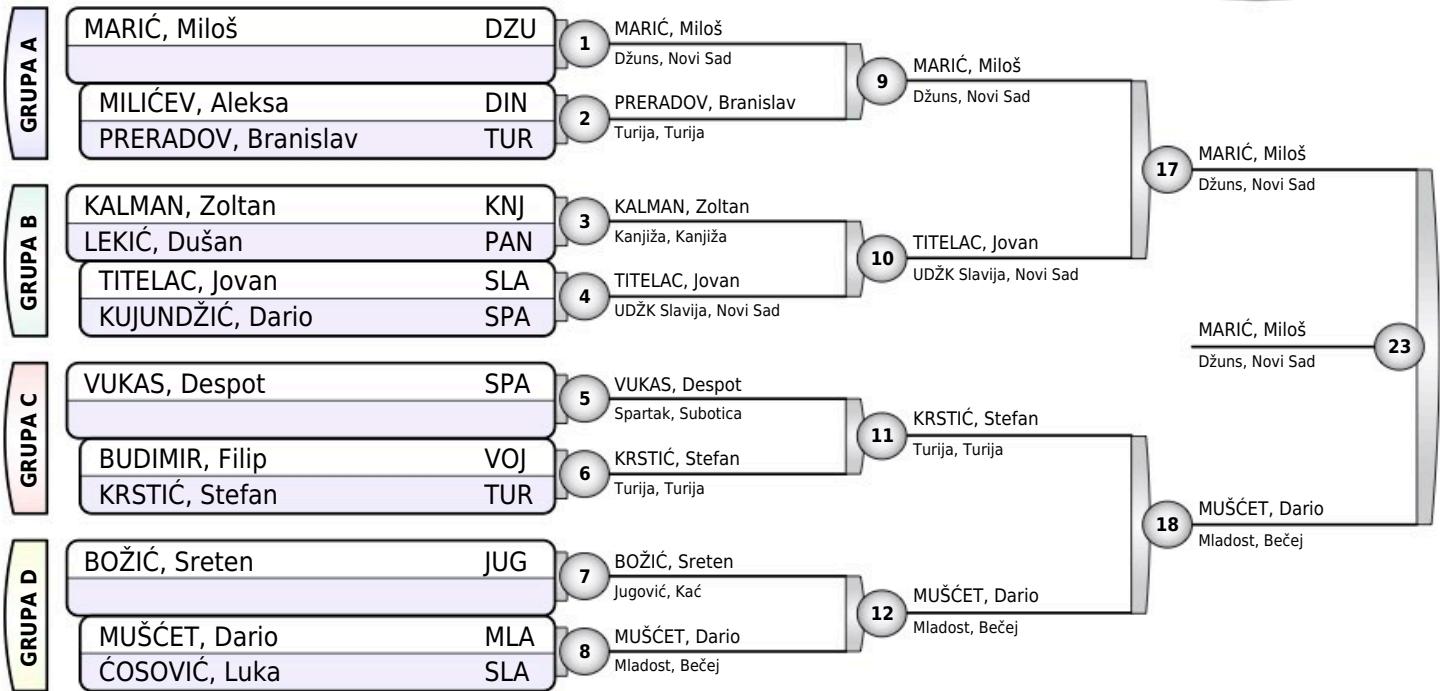 GRUPA A
MARIĆ, Miloš DZU
MILIĆEV, Aleksa DIN
PRERADOV, Branislav TUR
GRUPA B
KALMAN, Zoltan KNJ
LEKIĆ, Dušan PAN
TITELAC, Jovan SLA
KUJUNDŽIĆ, Dario SPA
GRUPA C
VUKAS, Despot SPA
BUDIMIR, Filip VOJ
KRSTIĆ, Stefan TUR
GRUPA D
BOŽIĆ, Sreten JUG
MUŠĆET, Dario MLA
ĆOSOVIĆ, Luka SLA
1
MARIĆ, Miloš
Džuns, Novi Sad
2
PRERADOV, Branislav
Turija, Turija
3
KALMAN, Zoltan
Kanjiža, Kanjiža
4
TITELAC, Jovan
UDŽK Slavija, Novi Sad
5
VUKAS, Despot
Spartak, Subotica
6
KRSTIĆ, Stefan
Turija, Turija
7
BOŽIĆ, Sreten
Jugović, Kać
8
MUŠĆET, Dario
Mladost, Bečej
9
MARIĆ, Miloš
Džuns, Novi Sad
10
TITELAC, Jovan
UDŽK Slavija, Novi Sad
11
KRSTIĆ, Stefan
Turija, Turija
12
MUŠĆET, Dario
Mladost, Bečej
17
MARIĆ, Miloš
Džuns, Novi Sad
18
MUŠĆET, Dario
Mladost, Bečej
MARIĆ, Miloš
Džuns, Novi Sad
23